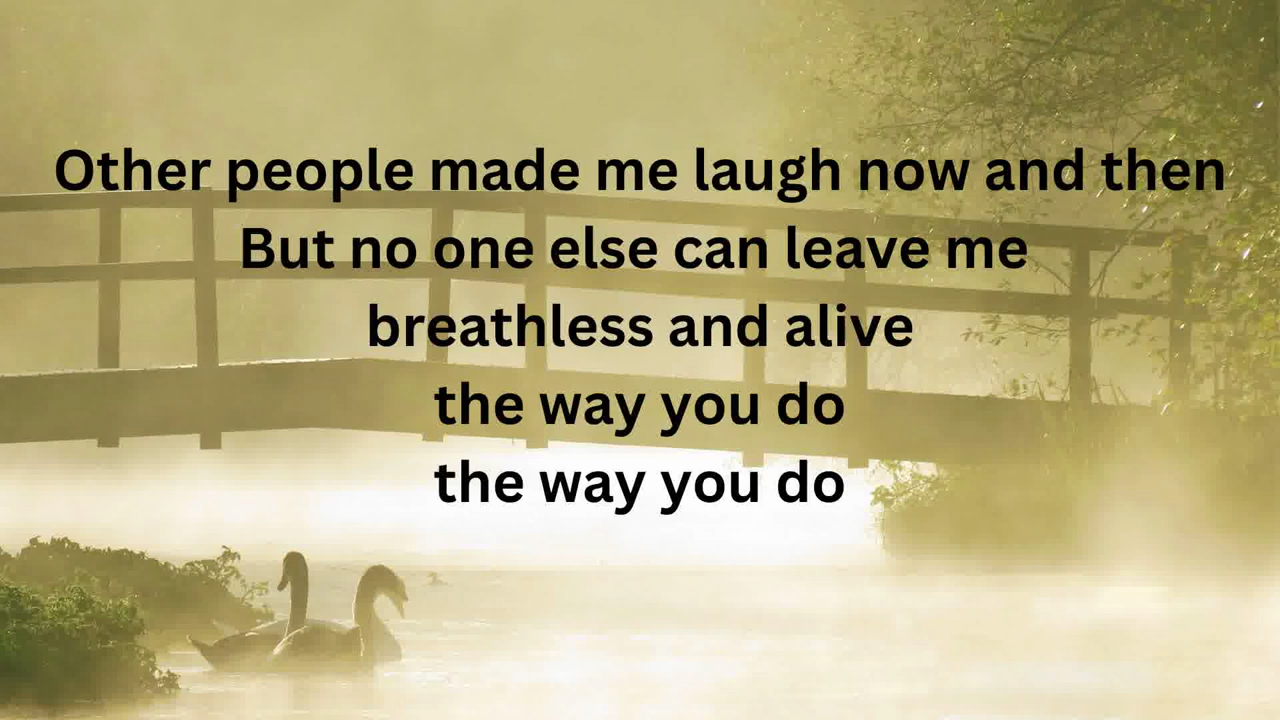 Other people made me laugh now and then
But no one else can leave me
breathless and alive
the way you do
the way you do